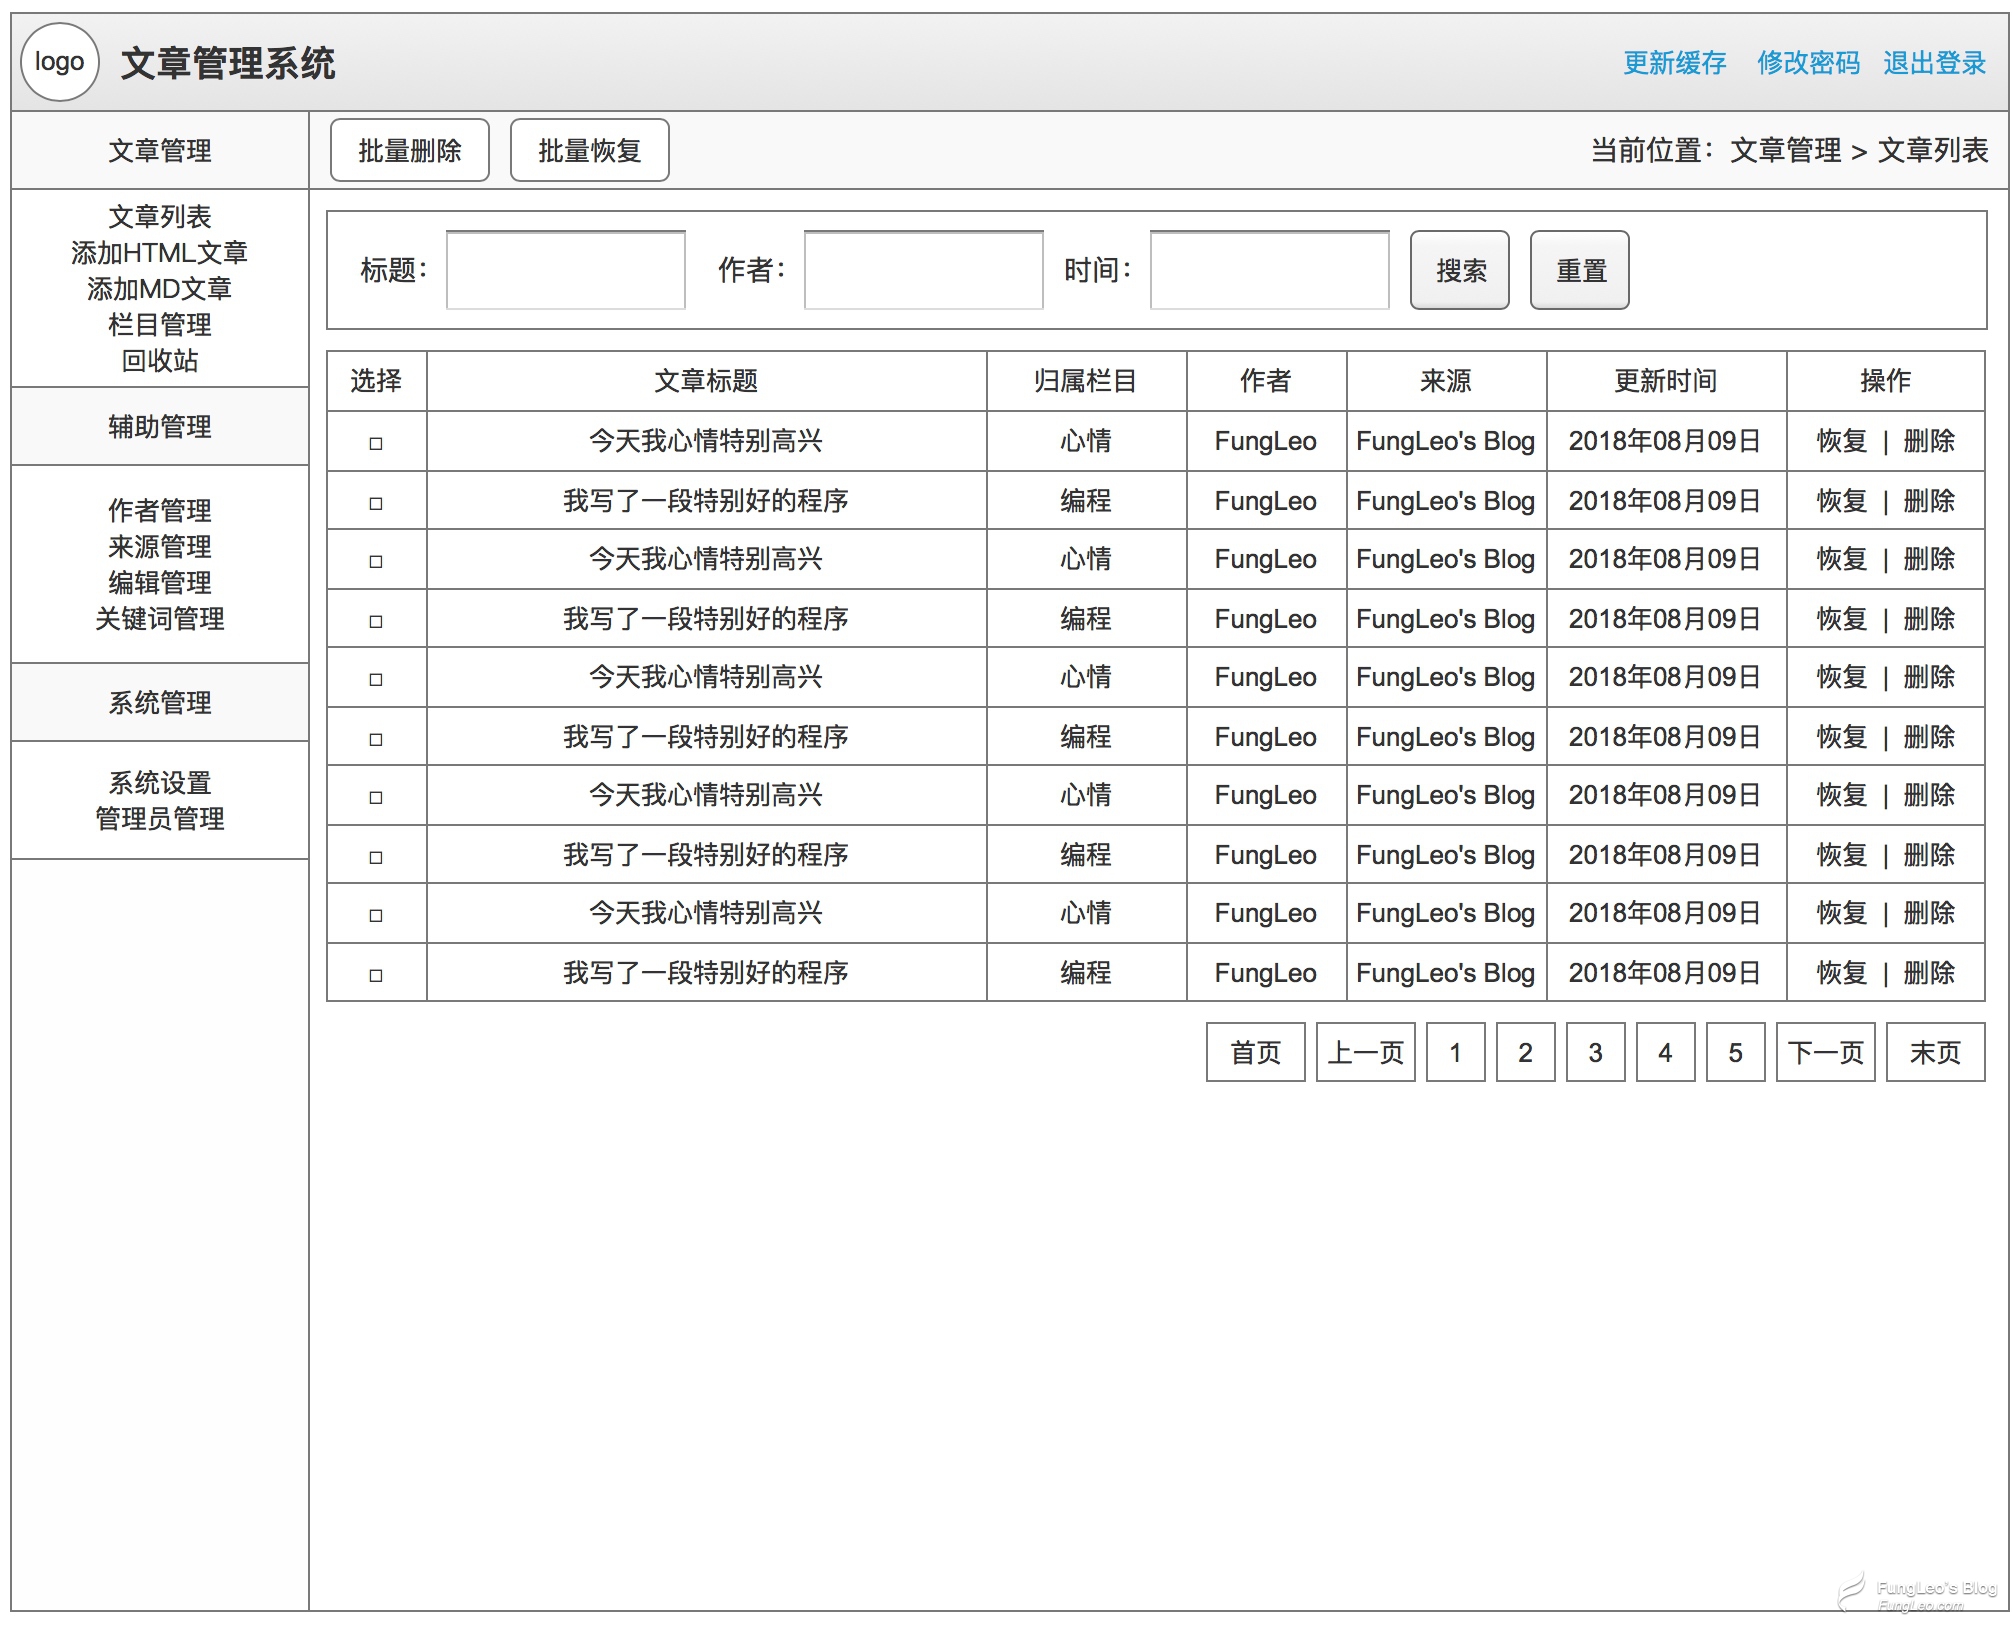 logo 文章管理系统 更新缓存 修改密码 退出登录
文章管理
文章列表
添加HTML文章
添加MD文章
栏目管理
回收站
辅助管理
作者管理
来源管理
编辑管理
关键词管理
系统管理
系统设置
管理员管理
批量删除 批量恢复 当前位置：文章管理 > 文章列表
标题： 作者： 时间： 搜索 重置
选择 文章标题 归属栏目 作者 来源 更新时间 操作
今天我心情特别高兴 心情 FungLeo FungLeo's Blog 2018年08月09日 恢复 | 删除
我写了一段特别好的程序 编程 FungLeo FungLeo's Blog 2018年08月09日 恢复 | 删除
今天我心情特别高兴 心情 FungLeo FungLeo's Blog 2018年08月09日 恢复 | 删除
我写了一段特别好的程序 编程 FungLeo FungLeo's Blog 2018年08月09日 恢复 | 删除
今天我心情特别高兴 心情 FungLeo FungLeo's Blog 2018年08月09日 恢复 | 删除
我写了一段特别好的程序 编程 FungLeo FungLeo's Blog 2018年08月09日 恢复 | 删除
今天我心情特别高兴 心情 FungLeo FungLeo's Blog 2018年08月09日 恢复 | 删除
我写了一段特别好的程序 编程 FungLeo FungLeo's Blog 2018年08月09日 恢复 | 删除
今天我心情特别高兴 心情 FungLeo FungLeo's Blog 2018年08月09日 恢复 | 删除
我写了一段特别好的程序 编程 FungLeo FungLeo's Blog 2018年08月09日 恢复 | 删除
首页 上一页 1 2 3 4 5 下一页 末页
FungLeo's Blog
FungLeo.com